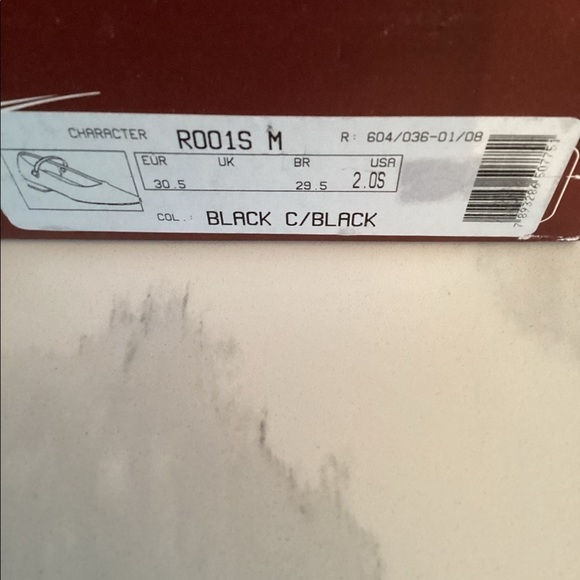 CHARACTER R001S M R: 604/036-01/08
EUR UK BR USA
30.5 29.5 2.0S
COL.: BLACK C/BLACK